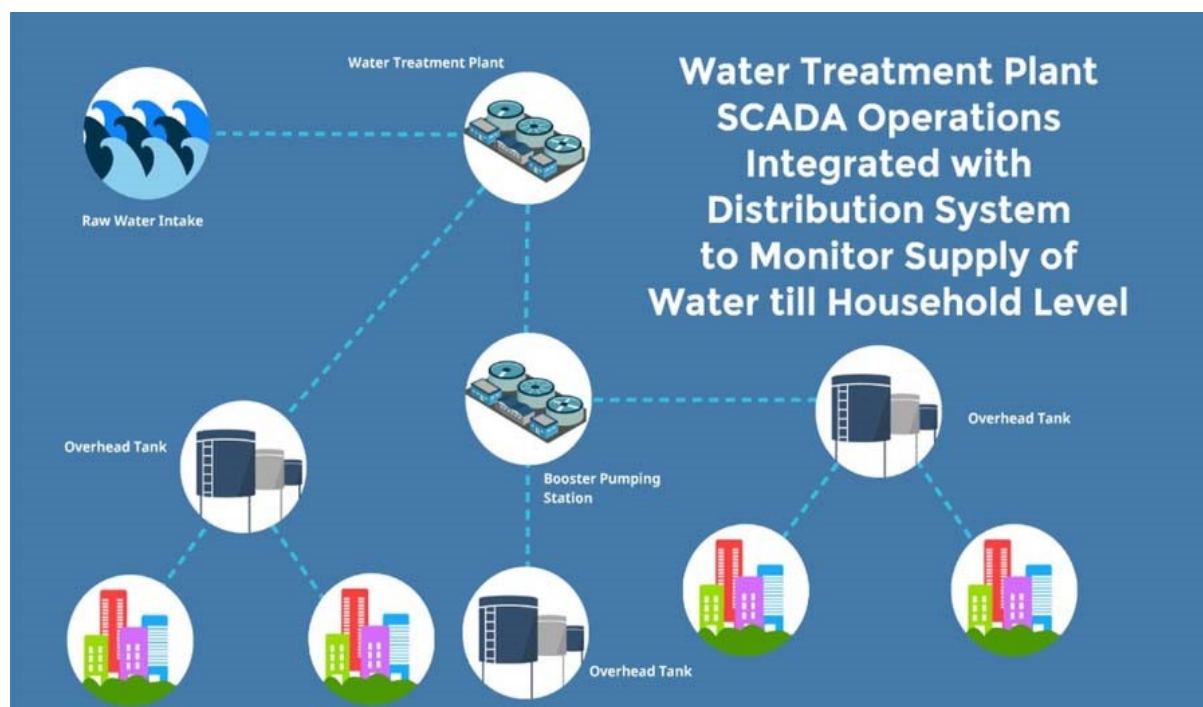 Water Treatment Plant
Water Treatment Plant
SCADA Operations
Integrated with
Distribution System
to Monitor Supply of
Water till Household Level
Raw Water Intake
Overhead Tank
Overhead Tank
Booster Pumping
Station
Overhead Tank